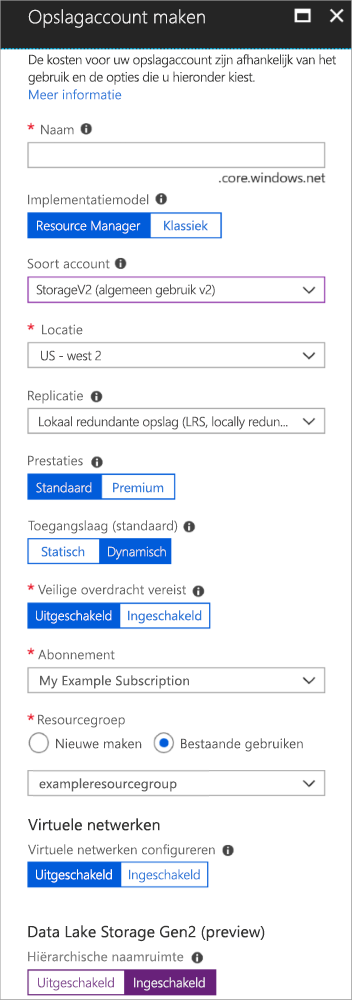 Opslagaccount maken
De kosten voor uw opslagaccount zijn afhankelijk van het
gebruik en de opties die u hieronder kiest.
Meer informatie
* Naam
.core.windows.net
Implementatiemodel
Resource Manager Klassiek
Soort account
StorageV2 (algemeen gebruik v2)
* Locatie
US - west 2
Replicatie
Lokaal redundante opslag (LRS, locally redun...
Prestaties
Standaard Premium
Toegangslaag (standaard)
Statisch Dynamisch
* Veilige overdracht vereist
Uitgeschakeld Ingeschakeld
* Abonnement
My Example Subscription
* Resourcegroep
Nieuwe maken Bestaande gebruiken
exampleresourcegroup
Virtuele netwerken
Virtuele netwerken configureren
Uitgeschakeld Ingeschakeld
Data Lake Storage Gen2 (preview)
Hiërarchische naamruimte
Uitgeschakeld Ingeschakeld